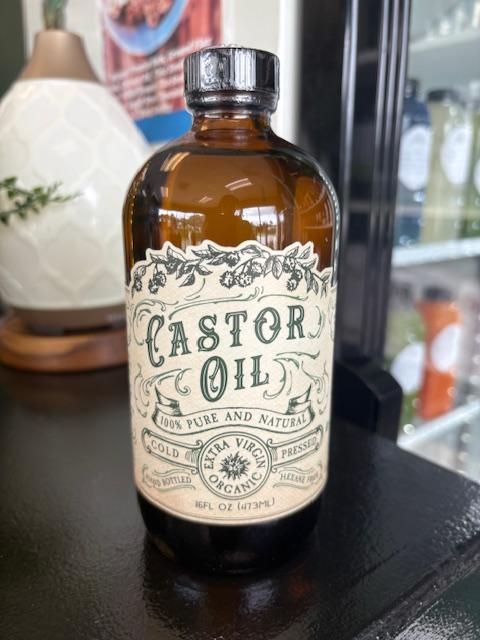 CASTOR
OIL
100% PURE AND NATURAL
COLD PRESSED
EXTRA VIRGIN
ORGANIC
HAND BOTTLED HEXANE FREE
16FL OZ (473ML)